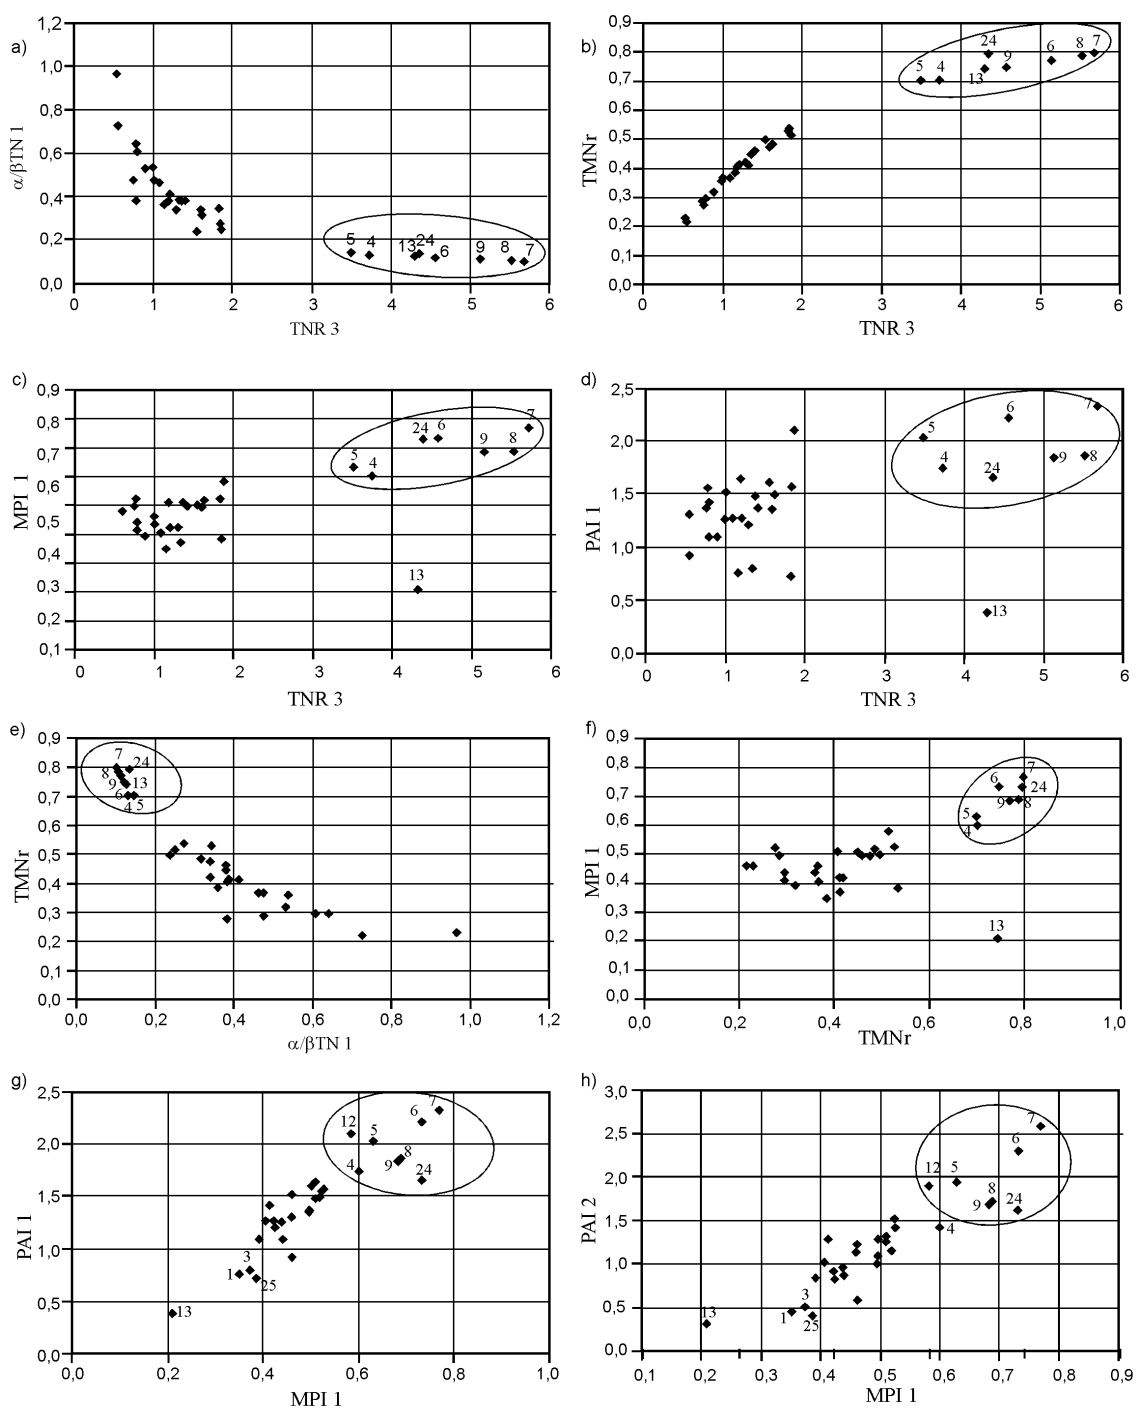 a)
1,2
1,0
0,8
0,6
0,4
0,2
0,0
α/βTN 1
5 4 13 24 6 9 8 7
0 1 2 3 4 5 6
TNR 3
b)
0,9
0,8
0,7
0,6
0,5
0,4
0,3
0,2
0,1
0,0
TMNr
5 4 24 13 9 6 8 7
0 1 2 3 4 5 6
TNR 3
c)
0,9
0,8
0,7
0,6
0,5
0,4
0,3
0,2
0,1
MPI 1
5 4 24 6 9 8 7
13
0 1 2 3 4 5 6
TNR 3
d)
2,5
2,0
1,5
1,0
0,5
0,0
PAI 1
5 4 24 6 9 8 7
13
0 1 2 3 4 5 6
TNR 3
e)
0,9
0,8
0,7
0,6
0,5
0,4
0,3
0,2
0,1
0,0
TMNr
7
8 24
9 13
6 4 5
0,0 0,2 0,4 0,6 0,8 1,0 1,2
α/βTN 1
f)
0,9
0,8
0,7
0,6
0,5
0,4
0,3
0,2
0,1
0,0
MPI 1
7
6 24
9 8
5
4
13
0,0 0,2 0,4 0,6 0,8 1,0
TMNr
g)
2,5
2,0
1,5
1,0
0,5
0,0
PAI 1
12 5 6 7
4 9 8 24
3
1 25
13
0,0 0,2 0,4 0,6 0,8 1,0
MPI 1
h)
3,0
2,5
2,0
1,5
1,0
0,5
0,0
PAI 2
7
6
12 5
9 8 24
4
3
13 1 25
0,1 0,2 0,3 0,4 0,5 0,6 0,7 0,8 0,9
MPI 1